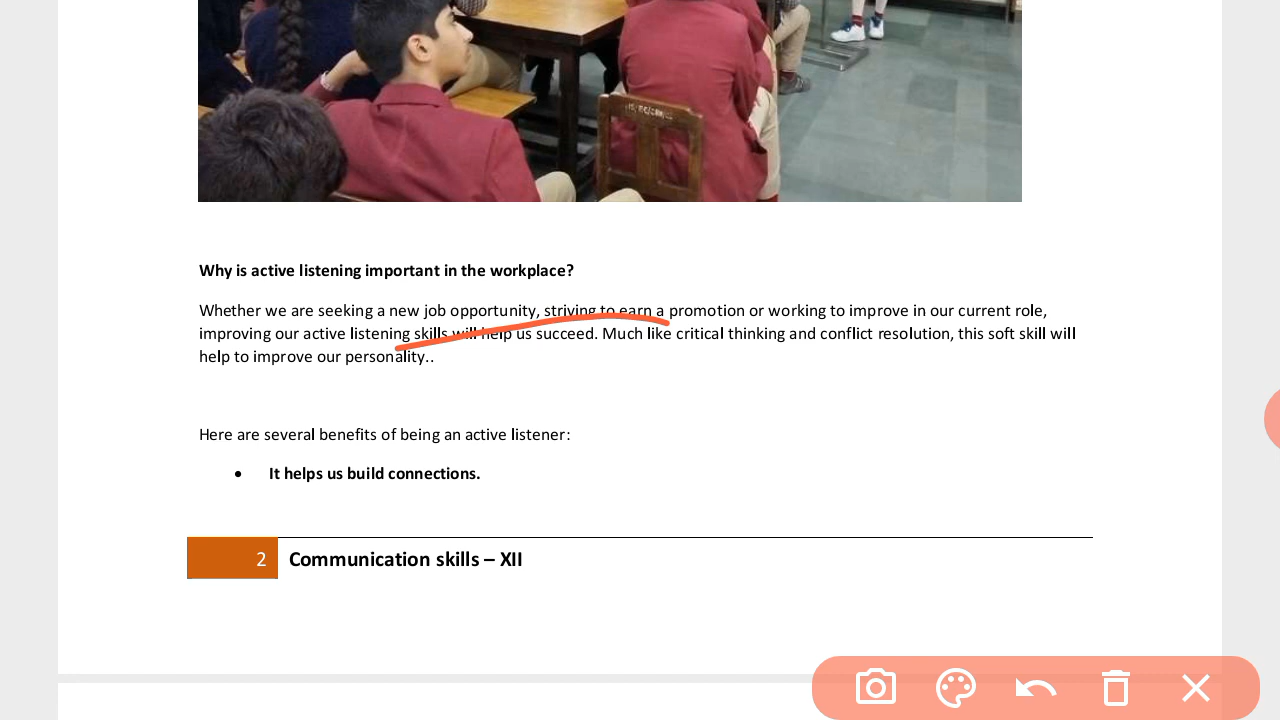 Why is active listening important in the workplace?
Whether we are seeking a new job opportunity, striving to earn a promotion or working to improve in our current role,
improving our active listening skills will help us succeed. Much like critical thinking and conflict resolution, this soft skill will
help to improve our personality..
Here are several benefits of being an active listener:
• It helps us build connections.
2 Communication skills – XII